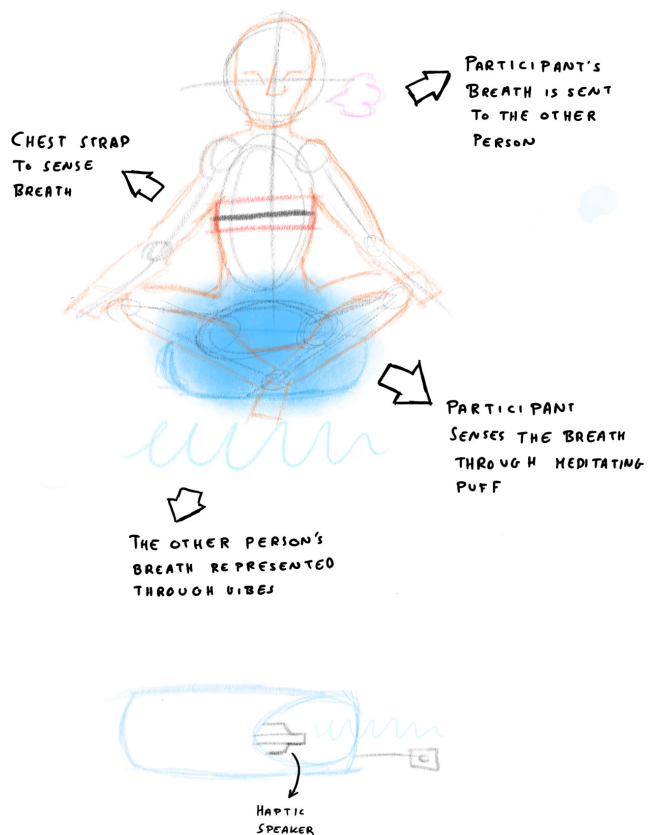 PARTICIPANT'S
BREATH IS SENT
TO THE OTHER
PERSON
CHEST STRAP
TO SENSE
BREATH
PARTICIPANT
SENSES THE BREATH
THROUGH MEDITATING
PUFF
THE OTHER PERSON'S
BREATH REPRESENTED
THROUGH VIBES
HAPTIC
SPEAKER